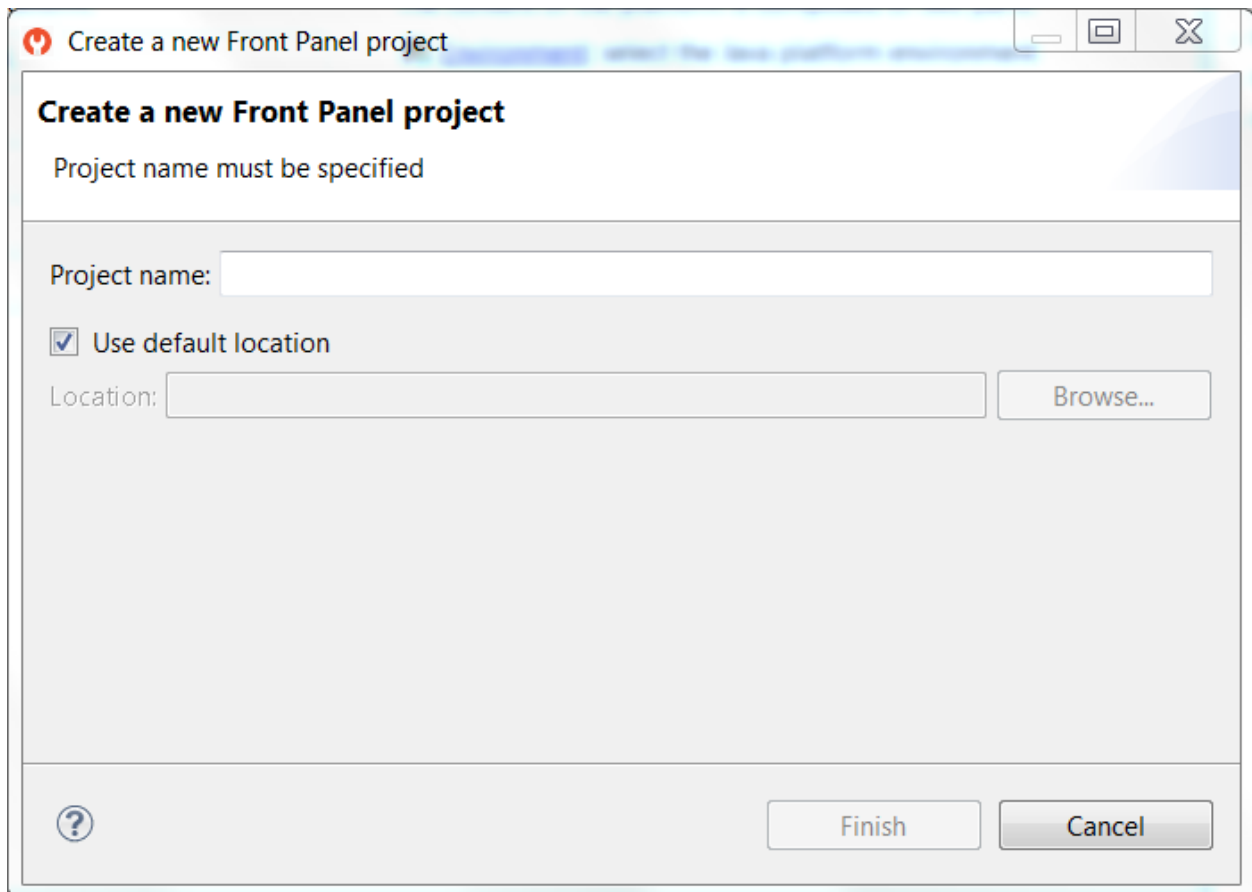 Create a new Front Panel project
Create a new Front Panel project
Project name must be specified
Project name:
Use default location
Location:
Browse...
?
Finish
Cancel